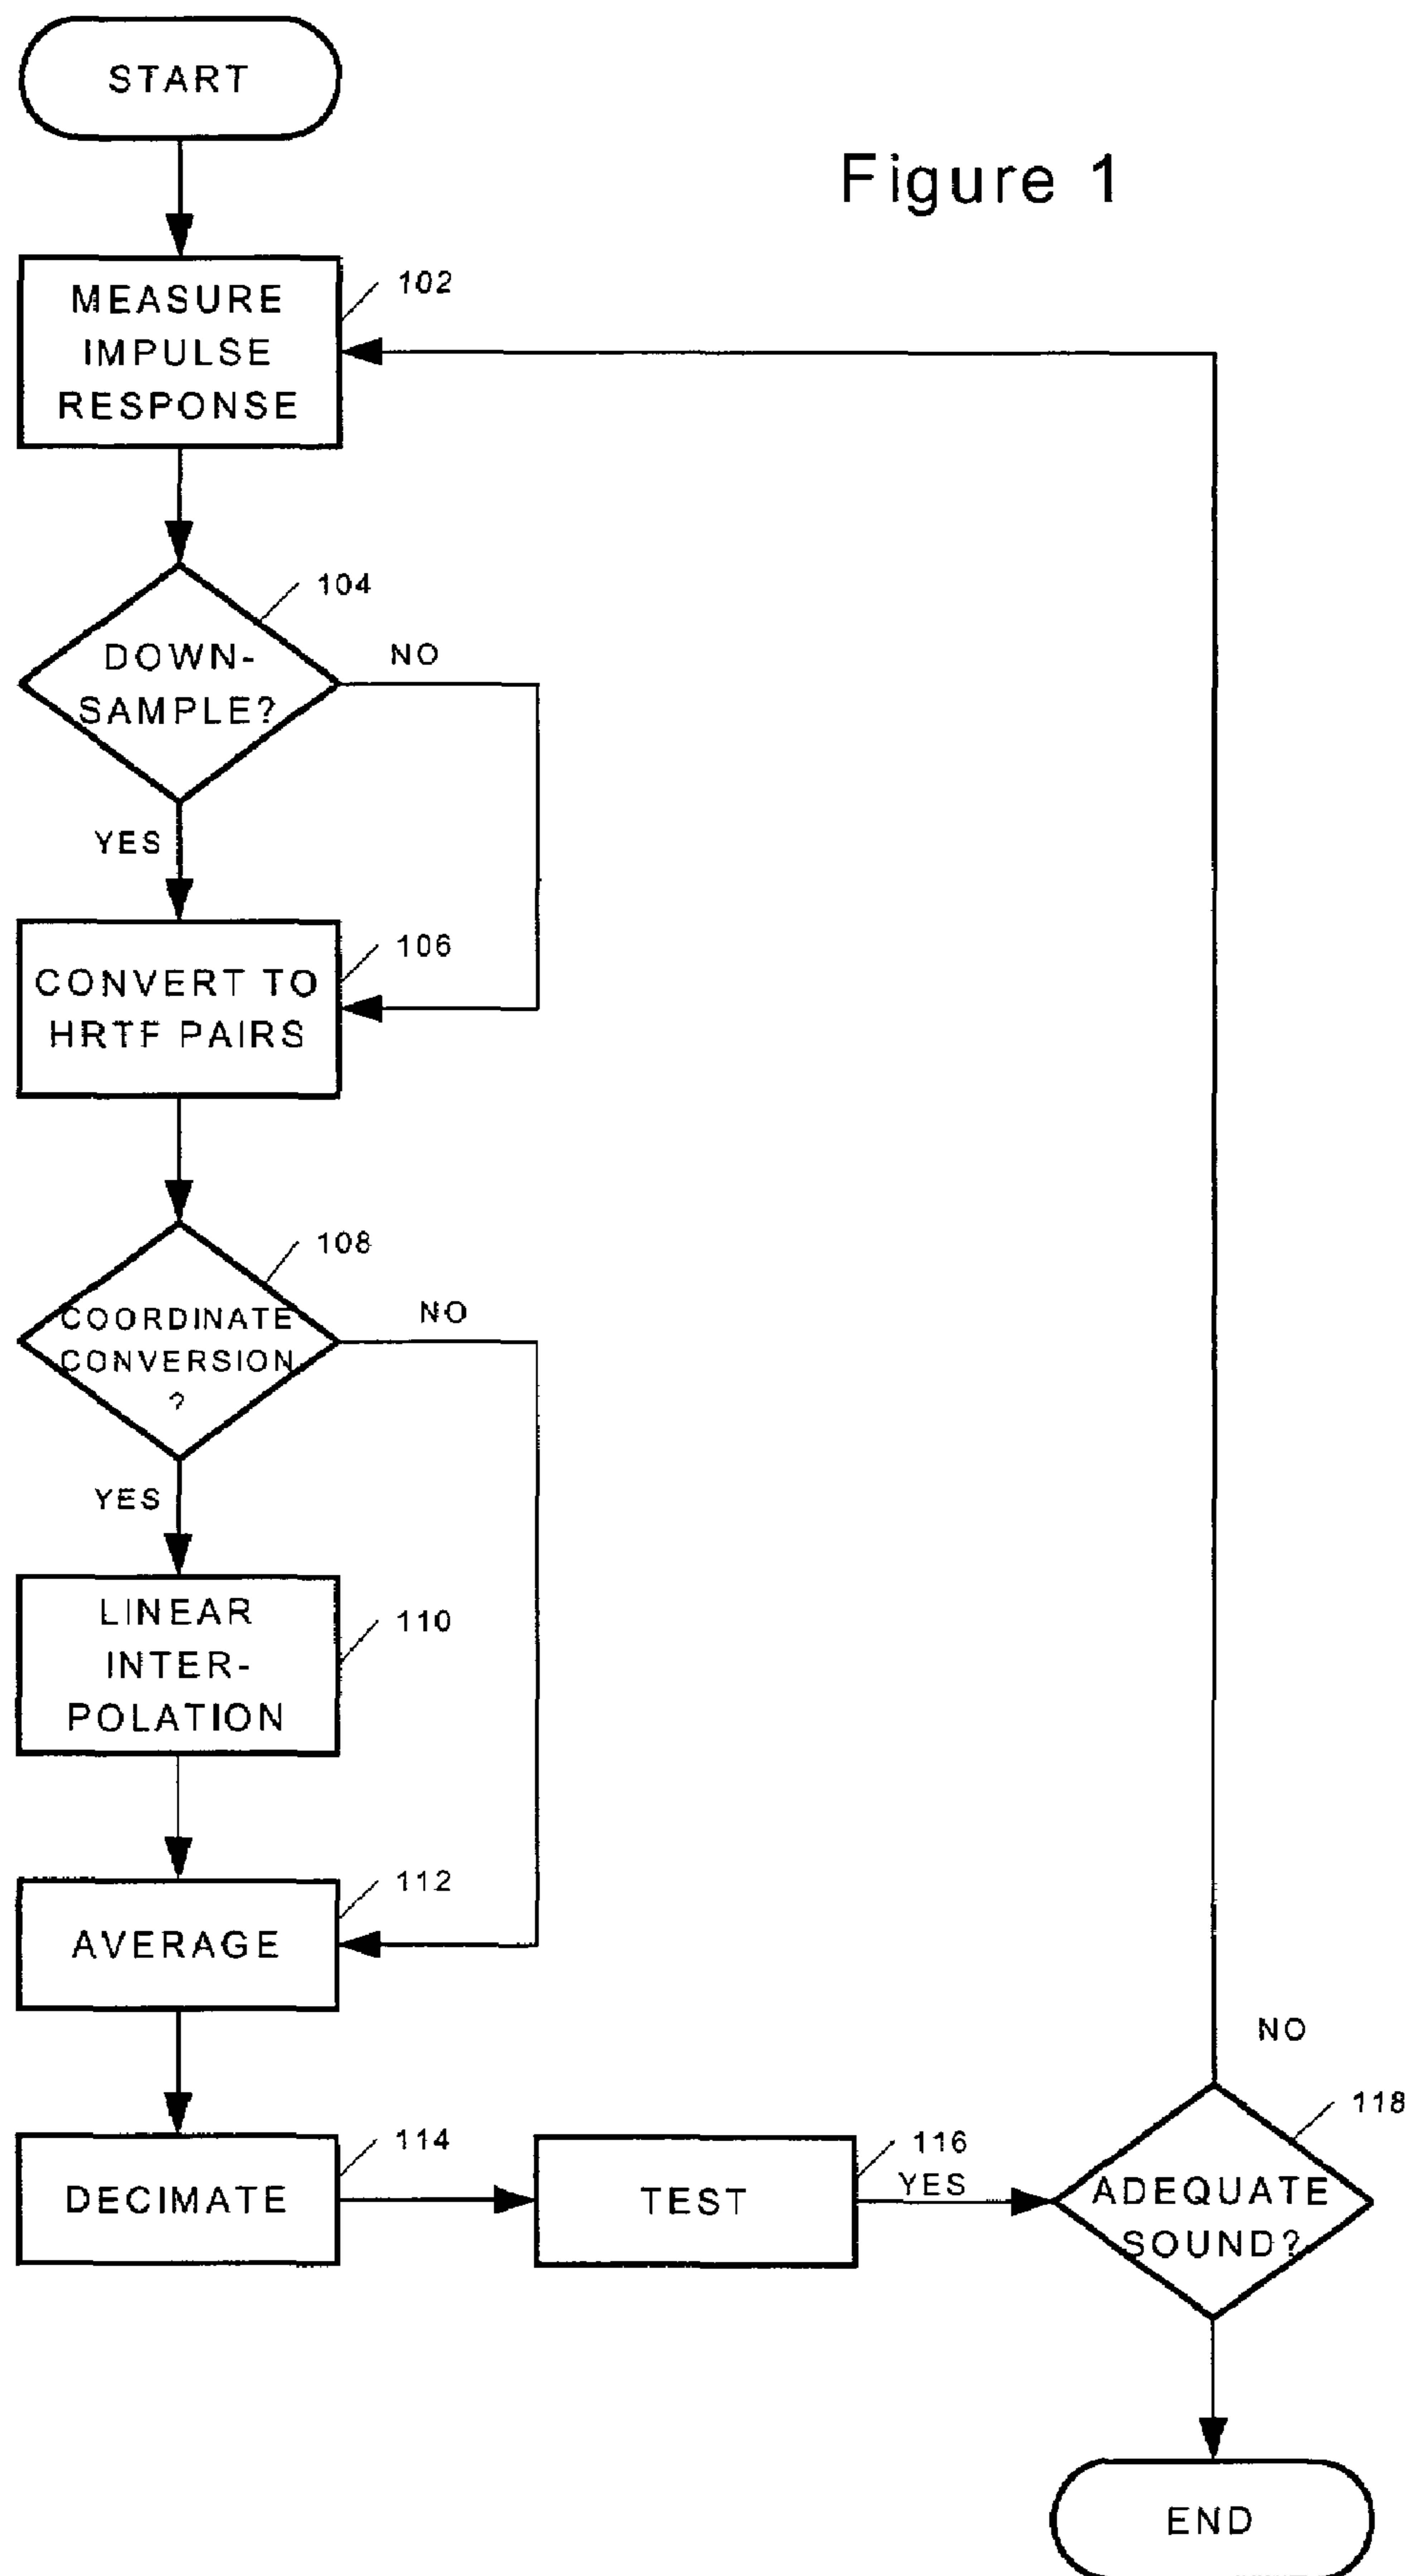 START
Figure 1
102
MEASURE
IMPULSE
RESPONSE
104
DOWN-
SAMPLE?
NO
YES
106
CONVERT TO
HRTF PAIRS
108
COORDINATE
CONVERSION
?
NO
YES
110
LINEAR
INTER-
POLATION
112
AVERAGE
NO
118
114
DECIMATE
116
TEST
YES
ADEQUATE
SOUND?
END